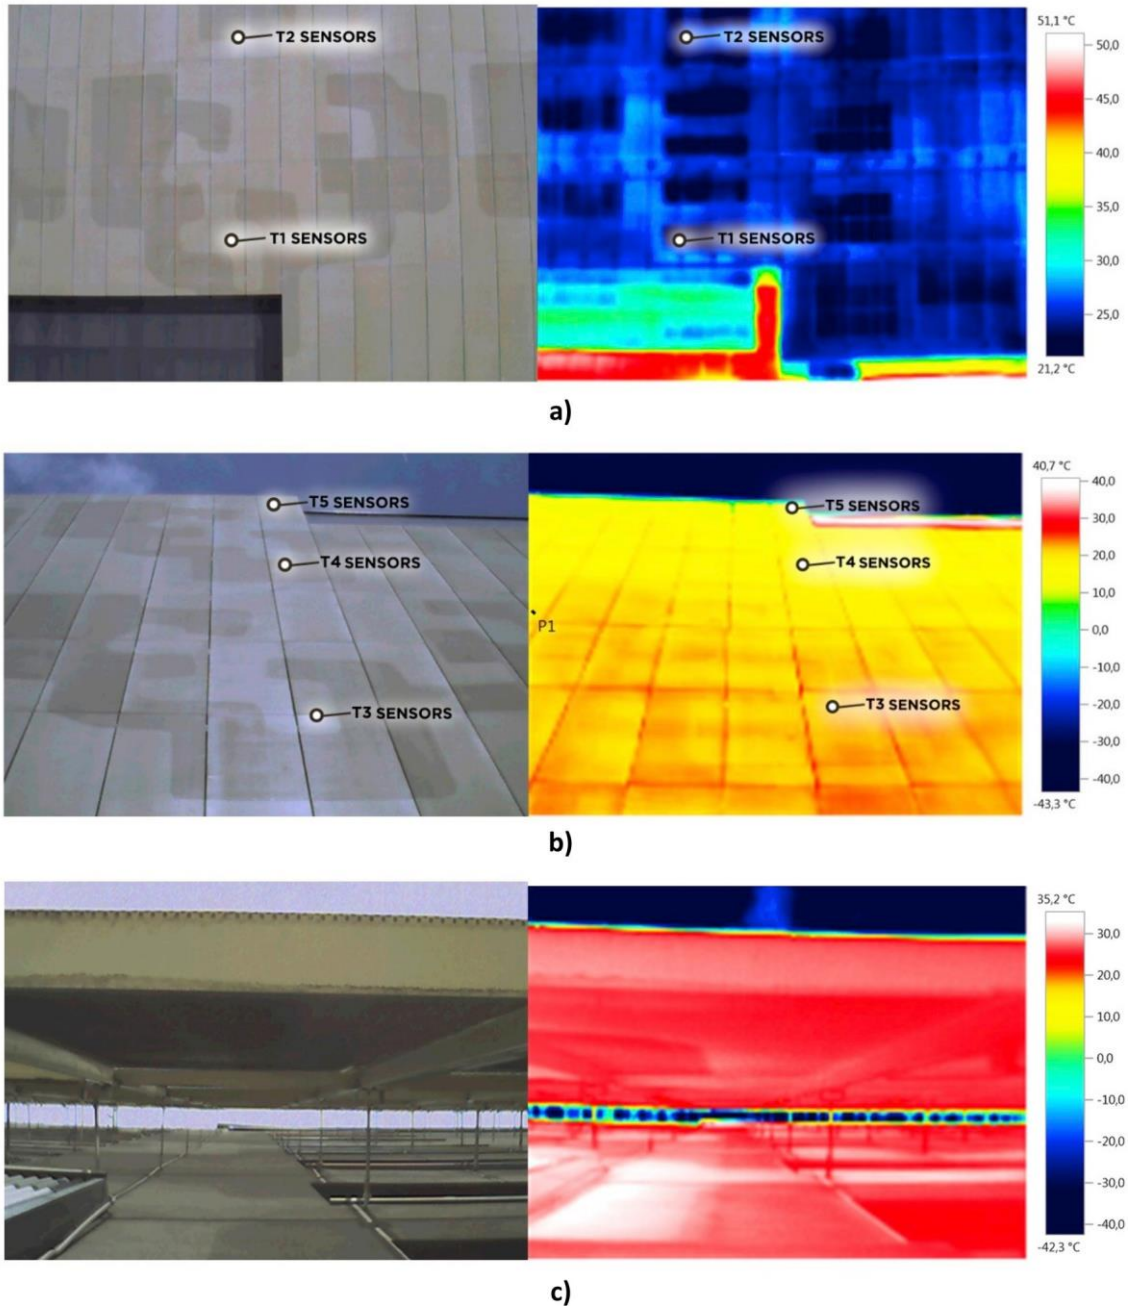 T2 SENSORS
T1 SENSORS
T2 SENSORS
T1 SENSORS
51,1 °C
50,0
45,0
40,0
35,0
30,0
25,0
21,2 °C
a)
T5 SENSORS
T4 SENSORS
T3 SENSORS
T5 SENSORS
T4 SENSORS
P1
T3 SENSORS
40,7 °C
40,0
30,0
20,0
10,0
0,0
-10,0
-20,0
-30,0
-40,0
-43,3 °C
b)
35,2 °C
30,0
20,0
10,0
0,0
-10,0
-20,0
-30,0
-40,0
-42,3 °C
c)